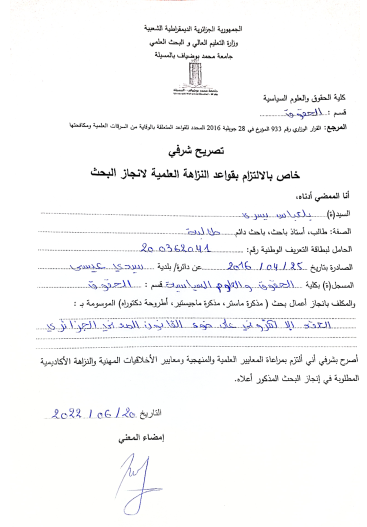 الجمهورية الجزائرية الديمقراطية الشعبية
وزارة التعليم العالي و البحث العلمي
جامعة محمد بوضياف بالمسيلة
كلية الحقوق والعلوم السياسية
قسم : الحقوق
المرجع: القرار الوزاري رقم 933 المؤرخ في 28 جويلية 2016 المحدد لقواعد المتعلقة بالوقاية من السرقات العلمية ومكافحتها
تصريح شرفي
خاص بالالتزام بقواعد النزاهة العلمية لانجاز البحث
أنا الممضي أدناه،
السيد(ة) بلعباس يسرى
الصفة: طالب، أستاذ باحث، باحث دائم طالبة
الحامل لبطاقة التعريف الوطنية رقم: 200362041
الصادرة بتاريخ 2016 / 04 / 25 عن دائرة/ بلدية سيدي عيسى
المسجل(ة) بكلية الحقوق والعلوم السياسية قسم : الحقوق
والمكلف بانجاز أعمال بحث ( مذكرة ماستر، مذكرة ماجيستير، أطروحة دكتوراه) الموسومة بـ :
العقد الإلكتروني على ضوء القانون المدني الجزائري
أصرح بشرفي أني ألتزم بمراعاة المعايير العلمية والمنهجية ومعايير الأخلاقيات المهنية والنزاهة الأكاديمية
المطلوبة في إنجاز البحث المذكور أعلاه.
التاريخ 2022 / 06 / 20
إمضاء المعني